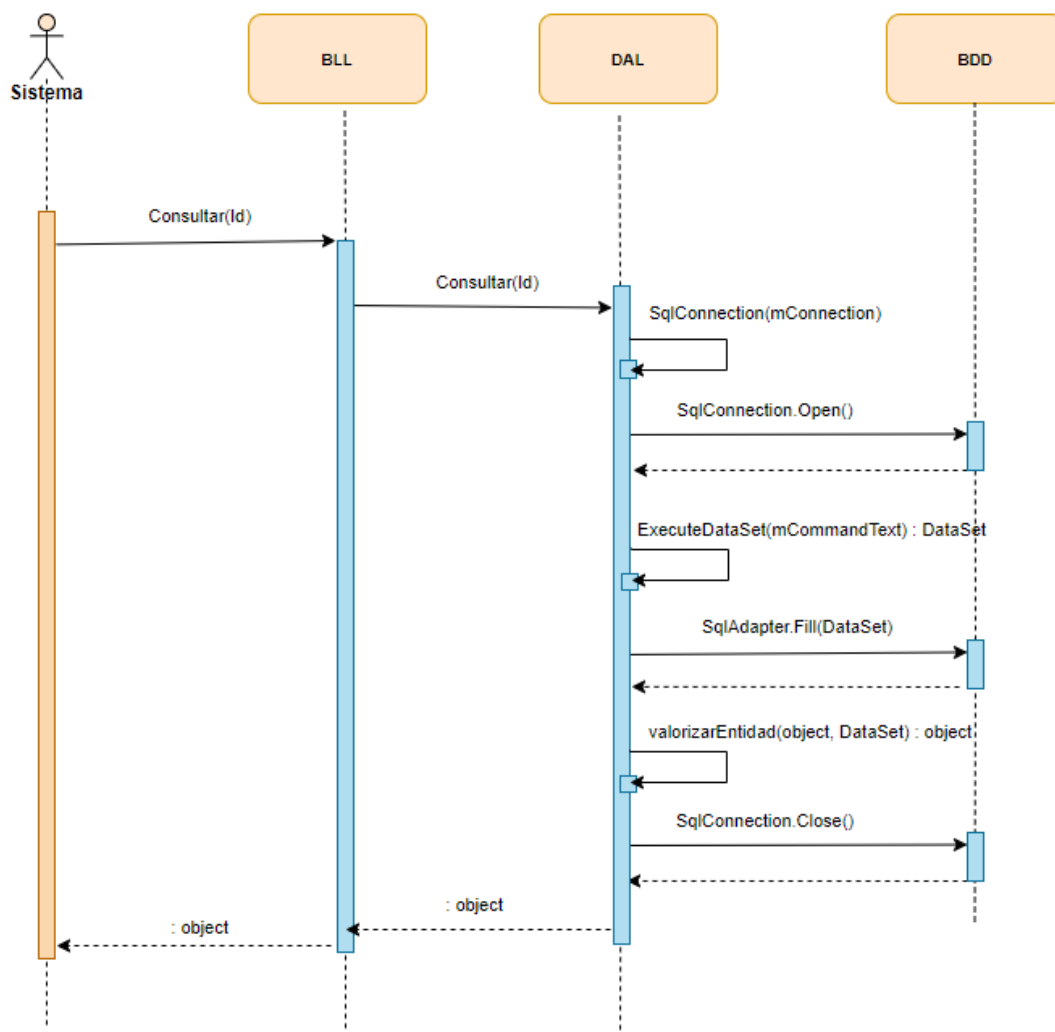 Sistema
BLL
DAL
BDD
Consultar(Id)
Consultar(Id)
SqlConnection(mConnection)
SqlConnection.Open()
ExecuteDataSet(mCommandText) : DataSet
SqlAdapter.Fill(DataSet)
valorizarEntidad(object, DataSet) : object
SqlConnection.Close()
: object
: object